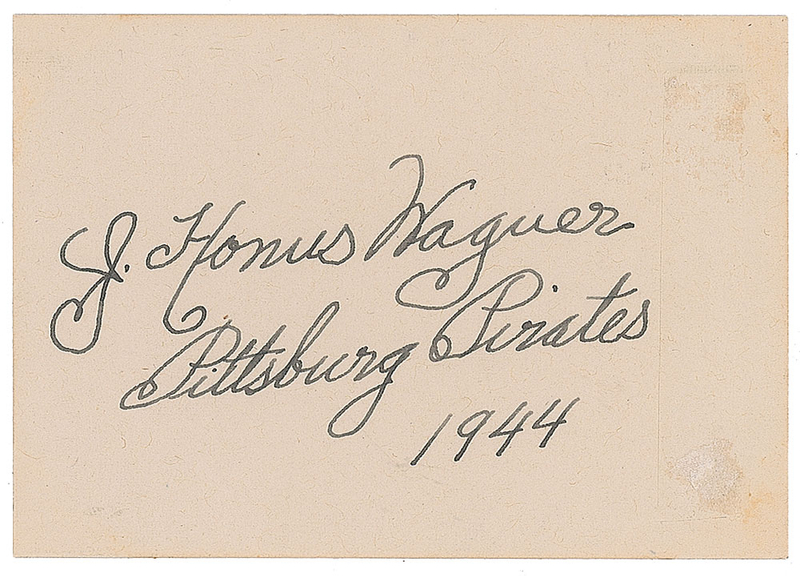 J. Honus Wagner
Pittsburg Pirates
1944